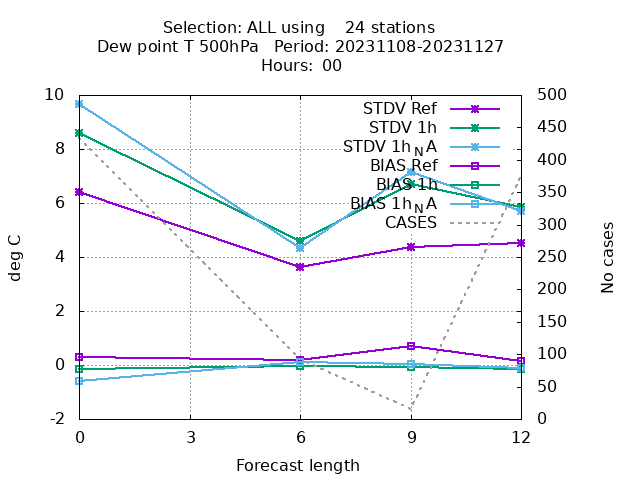 Selection: ALL using    24 stations
Dew point T 500hPa   Period: 20231108-20231127
Hours: 00
deg C
10
8
6
4
2
0
-2
STDV Ref
STDV 1h
STDV 1h_NA
BIAS Ref
BIAS 1h
BIAS 1h_NA
CASES
500
450
400
350
300
250
200
150
100
50
0
No cases
0 3 6 9 12
Forecast length